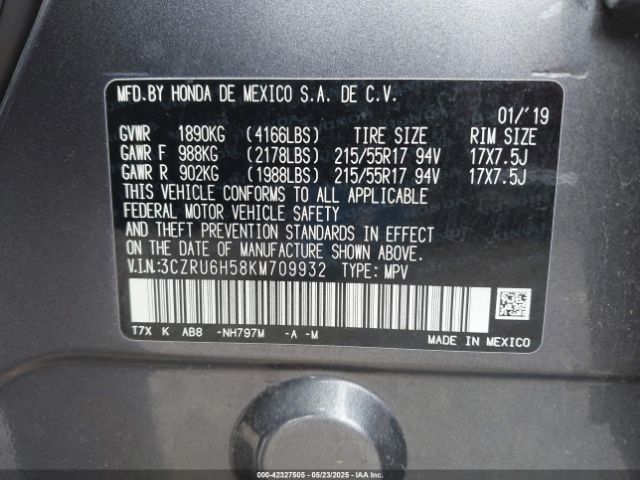 MFD.BY HONDA DE MEXICO S.A. DE C.V.
01/'19
GVWR 1890KG (4166LBS) TIRE SIZE RIM SIZE
GAWR F 988KG (2178LBS) 215/55R17 94V 17X7.5J
GAWR R 902KG (1988LBS) 215/55R17 94V 17X7.5J
THIS VEHICLE CONFORMS TO ALL APPLICABLE
FEDERAL MOTOR VEHICLE SAFETY
AND THEFT PREVENTION STANDARDS IN EFFECT
ON THE DATE OF MANUFACTURE SHOWN ABOVE.
V.I.N:3CZRU6H58KM709932 TYPE: MPV
T7X K AB8 -NH797M -A -M
MADE IN MEXICO
000-42327505 - 05/23/2025 - IAA Inc.